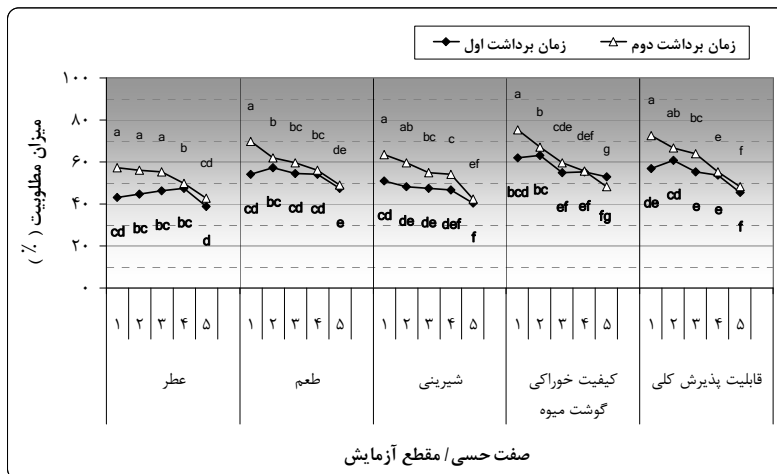 زمان برداشت اول زمان برداشت دوم
میزان مطلوبیت ( ٪ )
۱۰۰
۸۰
۶۰
۴۰
۲۰
۰
a a a b cd
cd bc bc bc d
a b bc bc de
cd bc cd cd e
a ab bc c ef
cd de de def f
a b cde def g
bcd bc ef ef fg
a ab bc e f
de cd e e f
۱ ۲ ۳ ۴ ۵ ۱ ۲ ۳ ۴ ۵ ۱ ۲ ۳ ۴ ۵ ۱ ۲ ۳ ۴ ۵ ۱ ۲ ۳ ۴ ۵
عطر
طعم
شیرینی
کیفیت خوراکی
گوشت میوه
قابلیت پذیرش کلی
صفت حسی/ مقطع آزمایش